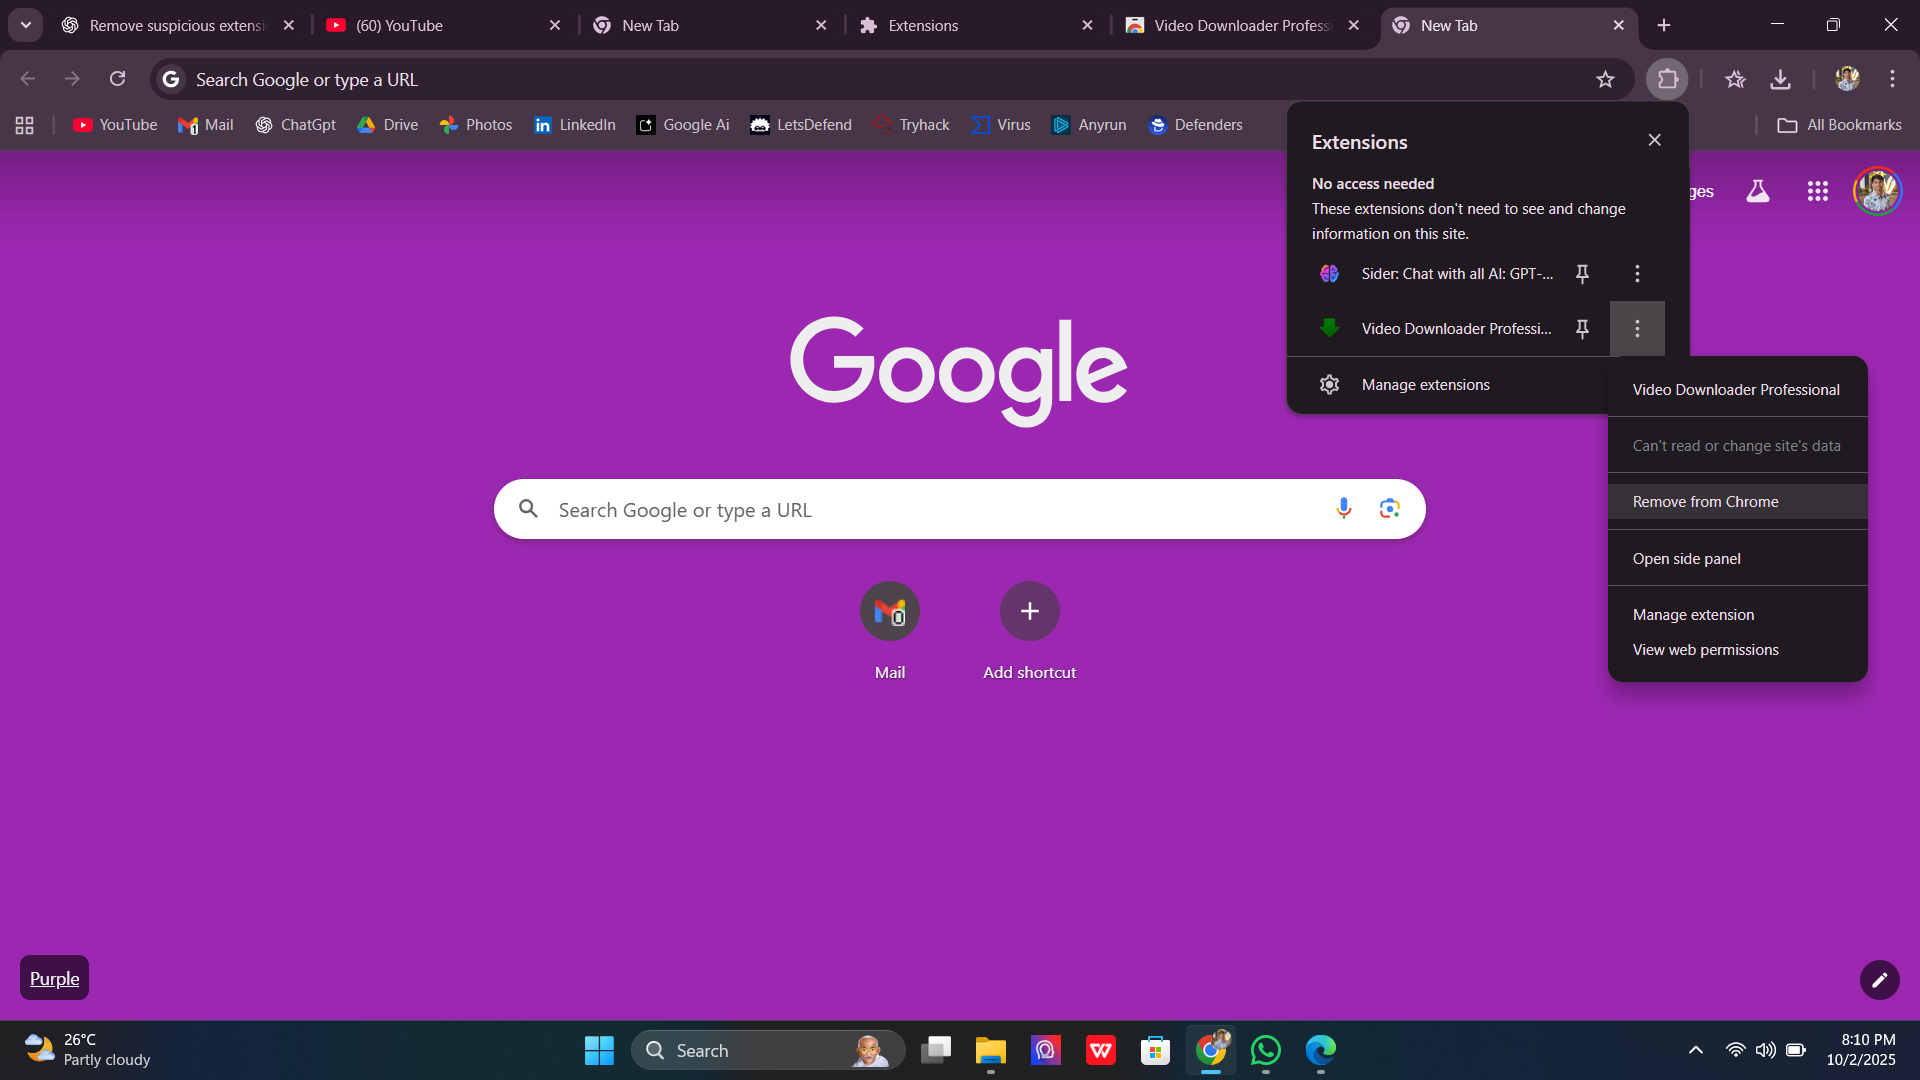 Remove suspicious extensi
(60) YouTube
New Tab
Extensions
Video Downloader Profess
New Tab
Search Google or type a URL
YouTube
Mail
ChatGpt
Drive
Photos
LinkedIn
Google Ai
LetsDefend
Tryhack
Virus
Anyrun
Defenders
All Bookmarks
Extensions
No access needed
These extensions don't need to see and change
information on this site.
Sider: Chat with all AI: GPT-...
Video Downloader Professi...
Manage extensions
ges
Video Downloader Professional
Can't read or change site's data
Remove from Chrome
Open side panel
Manage extension
View web permissions
Google
Search Google or type a URL
Mail
Add shortcut
Purple
26°C
Partly cloudy
Search
8:10 PM
10/2/2025